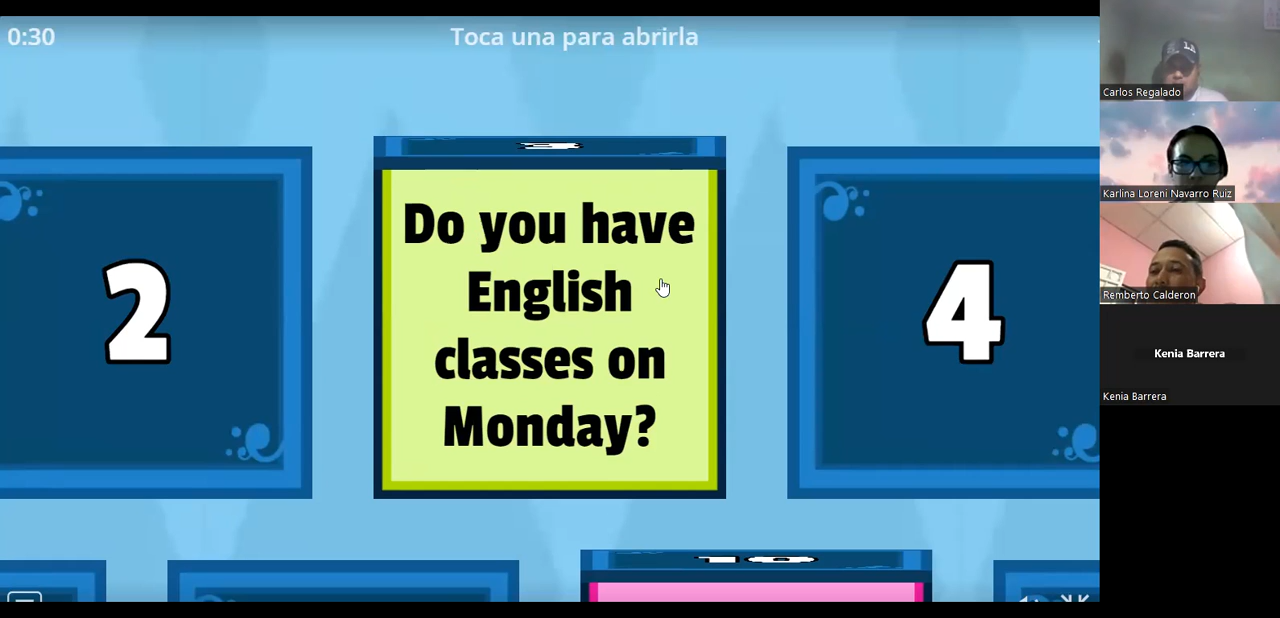 0:30
Toca una para abrirla
2
Do you have
English
classes on
Monday?
4
10
Carlos Regalado
Karlina Loreni Navarro Ruiz
Remberto Calderon
Kenia Barrera
Kenia Barrera